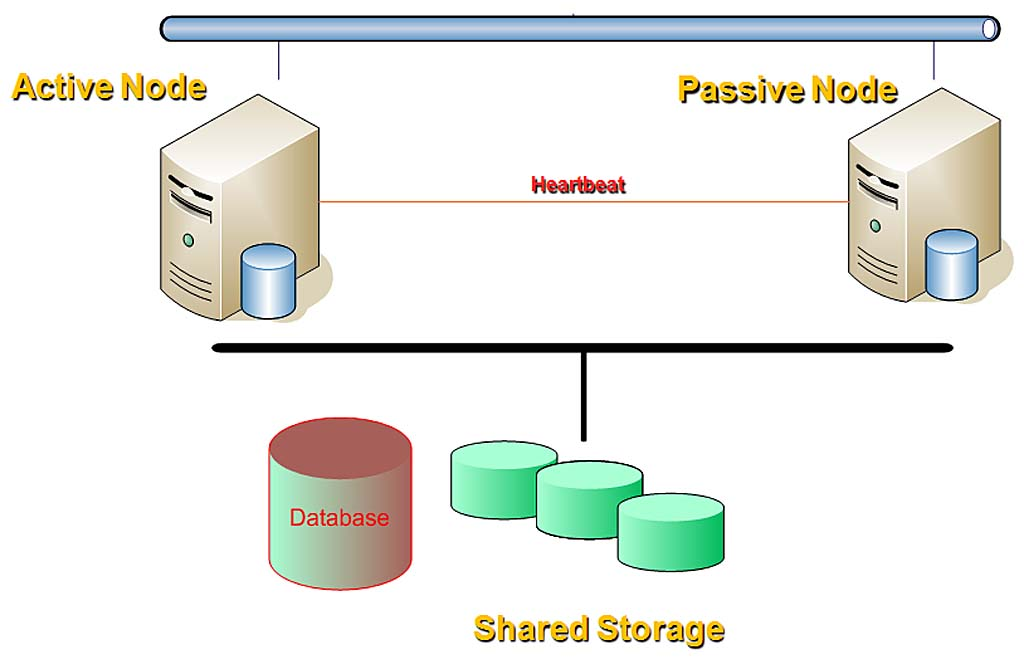 Active Node
Passive Node
Heartbeat
Database
Shared Storage